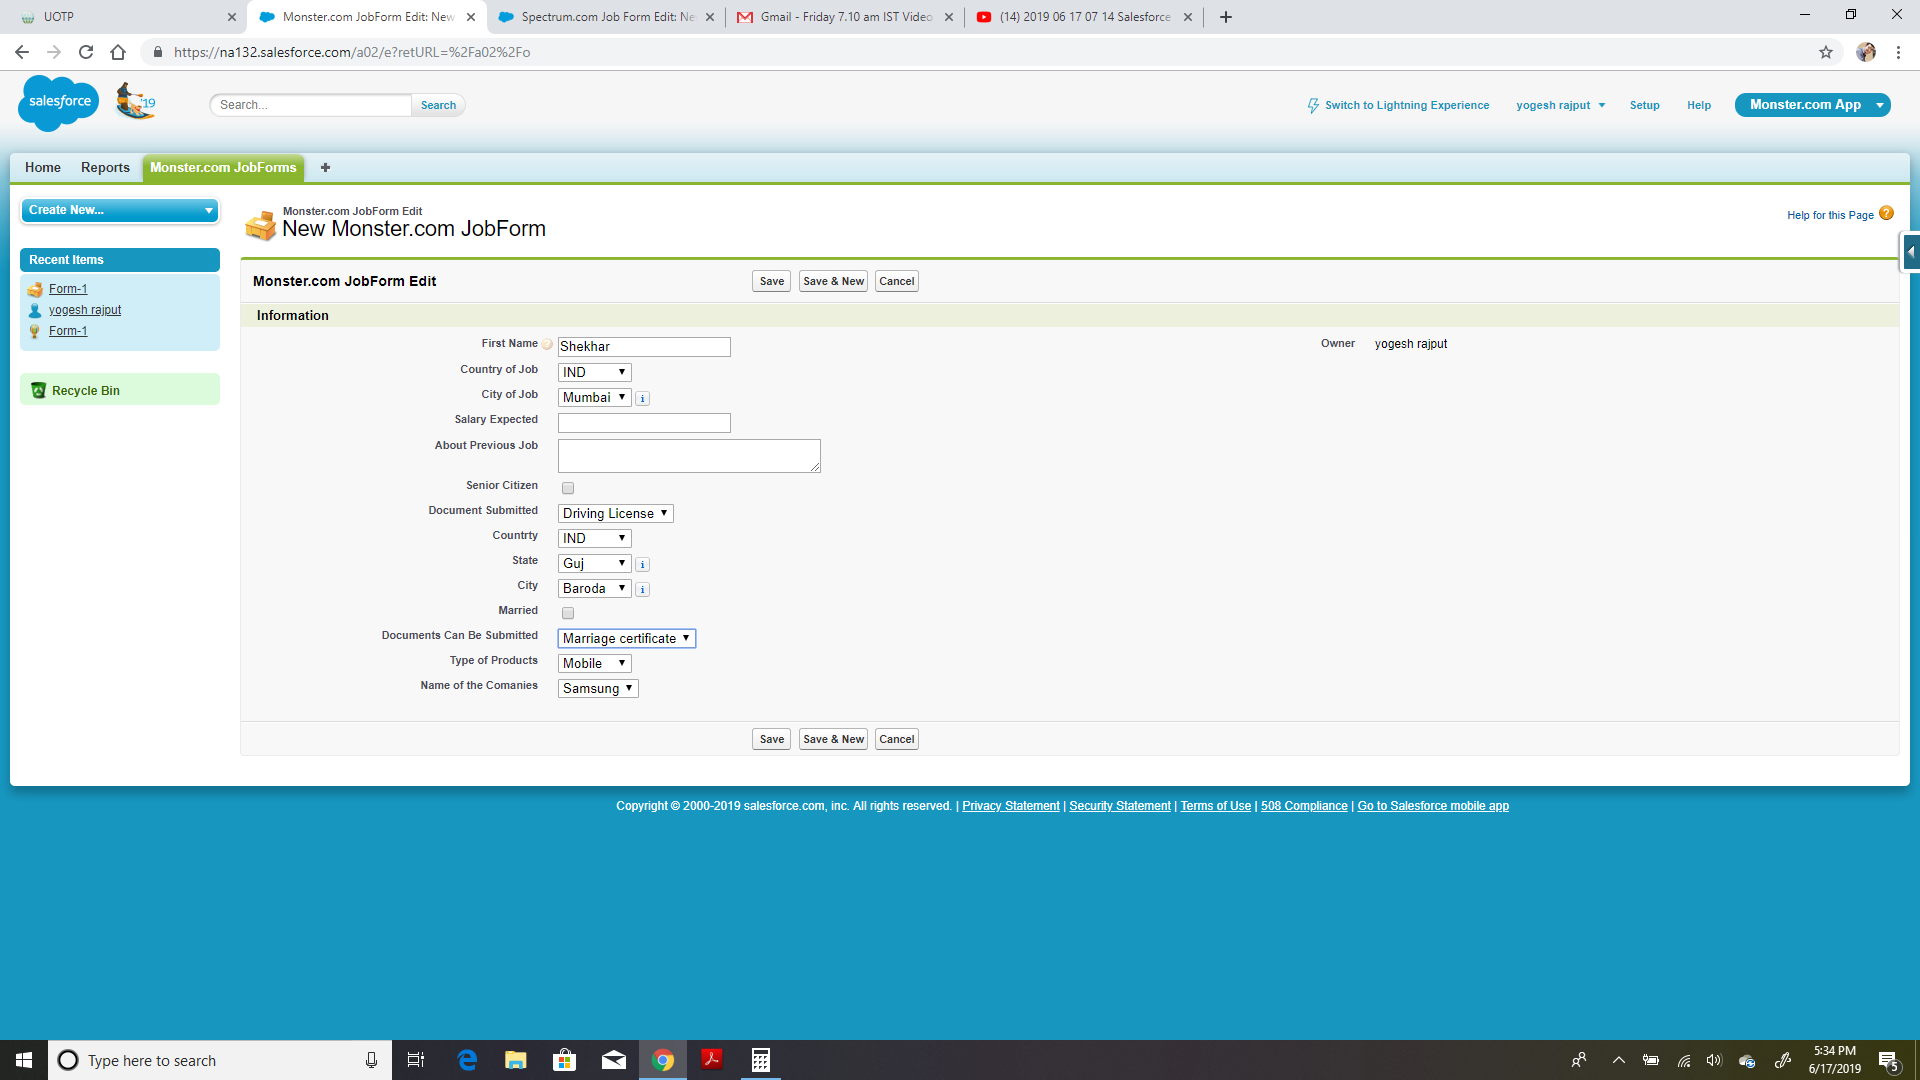 UOTP
Monster.com JobForm Edit: New
Spectrum.com Job Form Edit: Ne
Gmail - Friday 7.10 am IST Video
(14) 2019 06 17 07 14 Salesforce
https://na132.salesforce.com/a02/e?retURL=%2Fa02%2Fo
salesforce
'19
Search...
Search
Switch to Lightning Experience
yogesh rajput
Setup
Help
Monster.com App
Home
Reports
Monster.com JobForms
Create New...
Monster.com JobForm Edit
New Monster.com JobForm
Help for this Page
Recent Items
Form-1
yogesh rajput
Form-1
Recycle Bin
Monster.com JobForm Edit
Save
Save & New
Cancel
Information
First Name
Shekhar
Owner
yogesh rajput
Country of Job
IND
City of Job
Mumbai
i
Salary Expected
About Previous Job
Senior Citizen
Document Submitted
Driving License
Countrty
IND
State
Guj
i
City
Baroda
i
Married
Documents Can Be Submitted
Marriage certificate
Type of Products
Mobile
Name of the Comanies
Samsung
Save
Save & New
Cancel
Copyright © 2000-2019 salesforce.com, inc. All rights reserved. | Privacy Statement | Security Statement | Terms of Use | 508 Compliance | Go to Salesforce mobile app
Type here to search
5:34 PM
6/17/2019
5